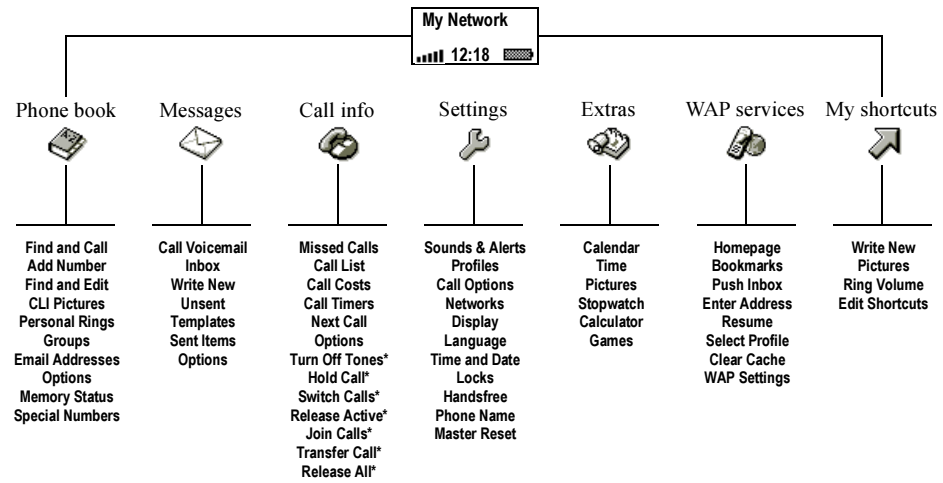 My Network
12:18
Phone book
Messages
Call info
Settings
Extras
WAP services
My shortcuts
Find and Call
Add Number
Find and Edit
CLI Pictures
Personal Rings
Groups
Email Addresses
Options
Memory Status
Special Numbers
Call Voicemail
Inbox
Write New
Unsent
Templates
Sent Items
Options
Missed Calls
Call List
Call Costs
Call Timers
Next Call
Options
Turn Off Tones*
Hold Call*
Switch Calls*
Release Active*
Join Calls*
Transfer Call*
Release All*
Sounds & Alerts
Profiles
Call Options
Networks
Display
Language
Time and Date
Locks
Handsfree
Phone Name
Master Reset
Calendar
Time
Pictures
Stopwatch
Calculator
Games
Homepage
Bookmarks
Push Inbox
Enter Address
Resume
Select Profile
Clear Cache
WAP Settings
Write New
Pictures
Ring Volume
Edit Shortcuts